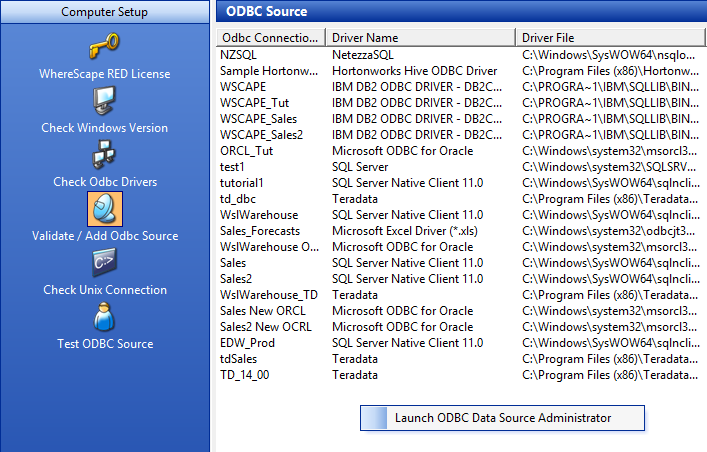 Computer Setup
WhereScape RED License
Check Windows Version
Check Odbc Drivers
Validate / Add Odbc Source
Check Unix Connection
Test ODBC Source
ODBC Source
Odbc Connectio... Driver Name Driver File
NZSQL NetezzaSQL C:\Windows\SysWOW64\nsqlo...
Sample Hortonw... Hortonworks Hive ODBC Driver C:\Program Files (x86)\Hortonw...
WSCAPE IBM DB2 ODBC DRIVER - DB2C... C:\PROGRA~1\IBM\SQLLIB\BIN...
WSCAPE_Tut IBM DB2 ODBC DRIVER - DB2C... C:\PROGRA~1\IBM\SQLLIB\BIN...
WSCAPE_Sales IBM DB2 ODBC DRIVER - DB2C... C:\PROGRA~1\IBM\SQLLIB\BIN...
WSCAPE_Sales2 IBM DB2 ODBC DRIVER - DB2C... C:\PROGRA~1\IBM\SQLLIB\BIN...
ORCL_Tut Microsoft ODBC for Oracle C:\Windows\system32\msorcl3...
test1 SQL Server C:\Windows\system32\SQLSRV...
tutorial1 SQL Server Native Client 11.0 C:\Windows\SysWOW64\sqlncli...
td_dbc Teradata C:\Program Files (x86)\Teradata...
WslWarehouse SQL Server Native Client 11.0 C:\Windows\SysWOW64\sqlncli...
Sales_Forecasts Microsoft Excel Driver (*.xls) C:\Windows\system32\odbcjt3...
WslWarehouse O... Microsoft ODBC for Oracle C:\Windows\system32\msorcl3...
Sales SQL Server Native Client 11.0 C:\Windows\SysWOW64\sqlncli...
Sales2 SQL Server Native Client 11.0 C:\Windows\SysWOW64\sqlncli...
WslWarehouse_TD Teradata C:\Program Files (x86)\Teradata...
Sales New ORCL Microsoft ODBC for Oracle C:\Windows\system32\msorcl3...
Sales2 New OCRL Microsoft ODBC for Oracle C:\Windows\system32\msorcl3...
EDW_Prod SQL Server Native Client 11.0 C:\Windows\SysWOW64\sqlncli...
tdSales Teradata C:\Program Files (x86)\Teradata...
TD_14_00 Teradata C:\Program Files (x86)\Teradata...
Launch ODBC Data Source Administrator